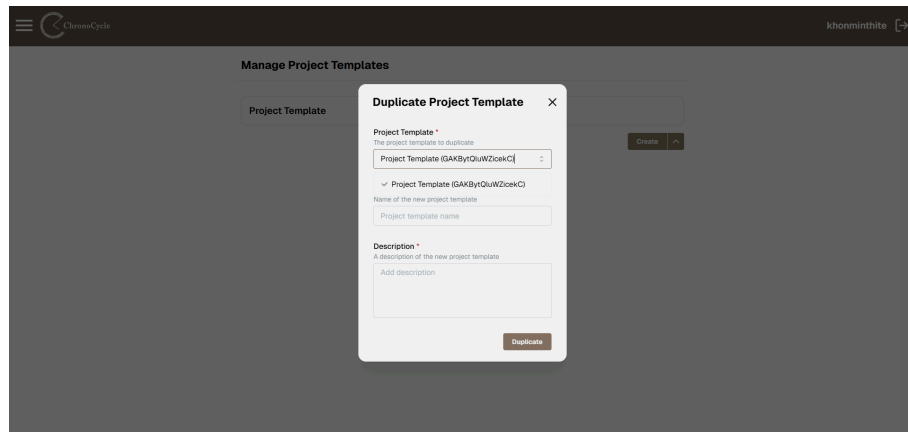 ChronoCycle
khonminthite
Manage Project Templates
Project Template
Create
Duplicate Project Template
Project Template *
The project template to duplicate
Project Template (GAKBytQluWZicekC)
Project Template (GAKBytQluWZicekC)
Name of the new project template
Project template name
Description *
A description of the new project template
Add description
Duplicate